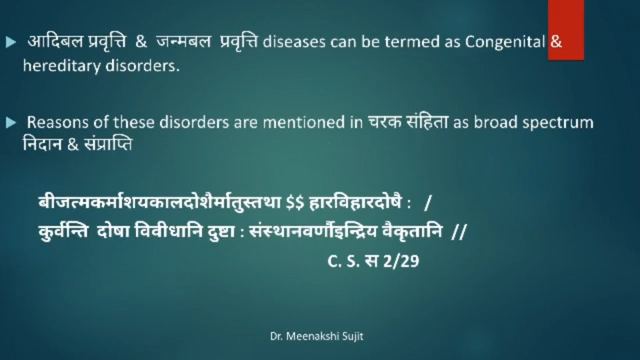 आदिबल प्रवृत्ति & जन्मबल प्रवृत्ति diseases can be termed as Congenital &
hereditary disorders.
Reasons of these disorders are mentioned in चरक संहिता as broad spectrum
निदान & संप्राप्ति
बीजत्मकर्माशयकालदोशैर्मातुस्तथा $$ हारविहारदोषै : /
कुर्वन्ति दोषा विवीधानि दुष्टा : संस्थानवर्णौइन्द्रिय वैकृतानि //
C. S. स 2/29
Dr. Meenakshi Sujit